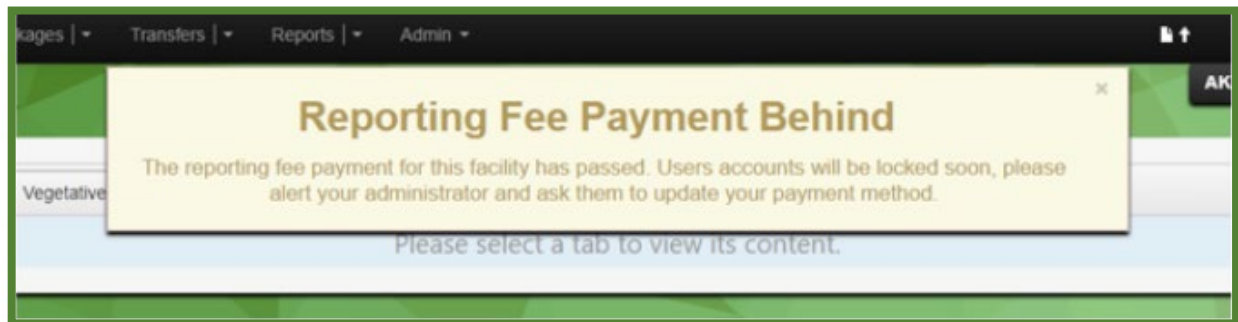 kages | Transfers | Reports | Admin
AK
×
Reporting Fee Payment Behind
The reporting fee payment for this facility has passed. Users accounts will be locked soon, please
alert your administrator and ask them to update your payment method.
Vegetative
Please select a tab to view its content.